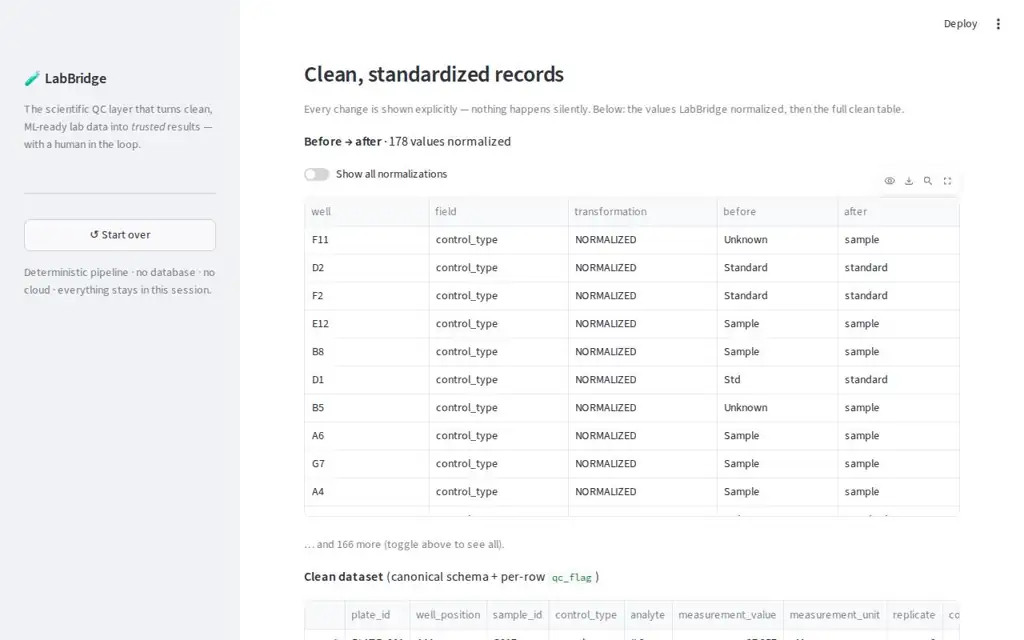 Deploy
🧪 LabBridge
The scientific QC layer that turns clean,
ML-ready lab data into trusted results —
with a human in the loop.
↺ Start over
Deterministic pipeline · no database · no
cloud · everything stays in this session.
Clean, standardized records
Every change is shown explicitly — nothing happens silently. Below: the values LabBridge normalized, then the full clean table.
Before → after · 178 values normalized
Show all normalizations
well field transformation before after
F11 control_type NORMALIZED Unknown sample
D2 control_type NORMALIZED Standard standard
F2 control_type NORMALIZED Standard standard
E12 control_type NORMALIZED Sample sample
B8 control_type NORMALIZED Sample sample
D1 control_type NORMALIZED Std standard
B5 control_type NORMALIZED Unknown sample
A6 control_type NORMALIZED Sample sample
G7 control_type NORMALIZED Sample sample
A4 control_type NORMALIZED Sample sample
… and 166 more (toggle above to see all).
Clean dataset (canonical schema + per-row qc_flag )
plate_id well_position sample_id control_type analyte measurement_value measurement_unit replicate co